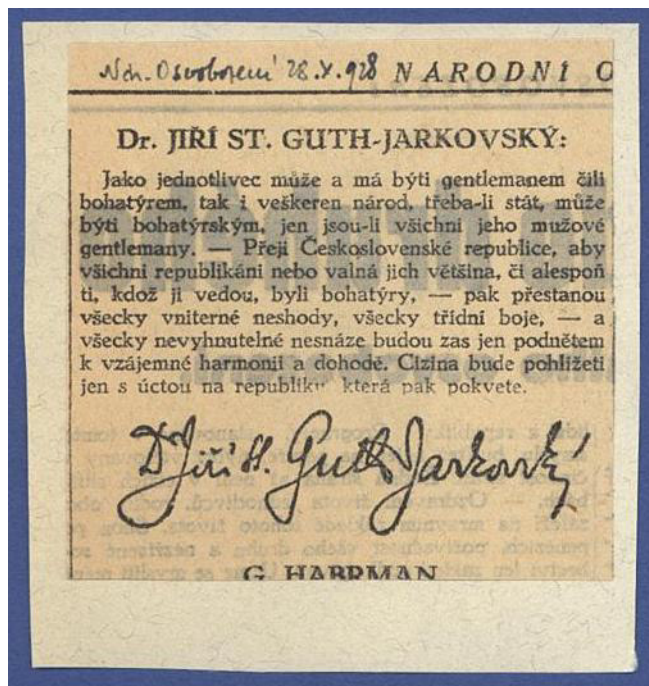 Nár. Osvobození 28.X.928 NÁRODNÍ O
Dr. JIŘÍ ST. GUTH-JARKOVSKÝ:
Jako jednotlivec může a má býti gentlemanem čili
bohatýrem, tak i veškeren národ, třeba-li stát, může
býti bohatýrským, jen jsou-li všichni jeho mužové
gentlemany. — Přeji Československé republice, aby
všichni republikáni nebo valná jich většina, či alespoň
ti, kdož ji vedou, byli bohatýry, — pak přestanou
všecky vniterné neshody, všecky třídní boje, — a
všecky nevyhnutelné nesnáze budou zas jen podnětem
k vzájemné harmonii a dohodě. Cizina bude pohlížeti
jen s úctou na republiku která pak pokvete.
Dr Jiří St. Guth Jarkovský
G. HABRMAN